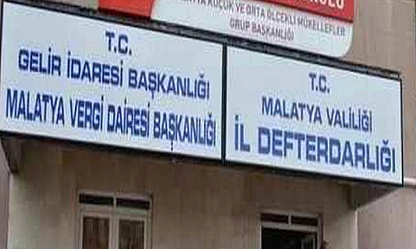 KÜÇÜK VE ORTA ÖLÇEKLİ MÜKELLEFLER
GRUP BAŞKANLIĞI
T.C.
GELİR İDARESİ BAŞKANLIĞI
MALATYA VERGİ DAİRESİ BAŞKANLIĞI
T.C.
MALATYA VALİLİĞİ
İL DEFTERDARLIĞI